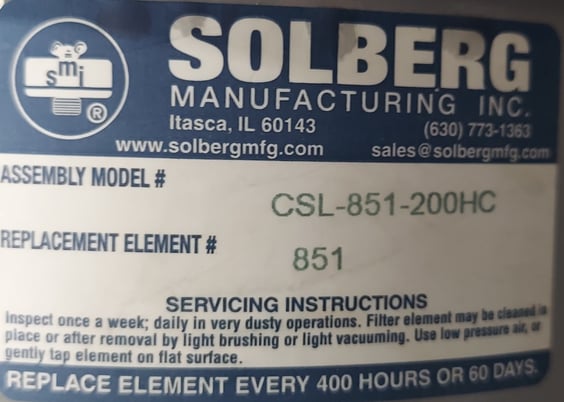 smi
®
SOLBERG
MANUFACTURING INC.
Itasca, IL 60143 (630) 773-1363
www.solbergmfg.com sales@solbergmfg.com
ASSEMBLY MODEL #
CSL-851-200HC
REPLACEMENT ELEMENT #
851
SERVICING INSTRUCTIONS
Inspect once a week; daily in very dusty operations. Filter element may be cleaned in
place or after removal by light brushing or light vacuuming. Use low pressure air, or
gently tap element on flat surface.
REPLACE ELEMENT EVERY 400 HOURS OR 60 DAYS.